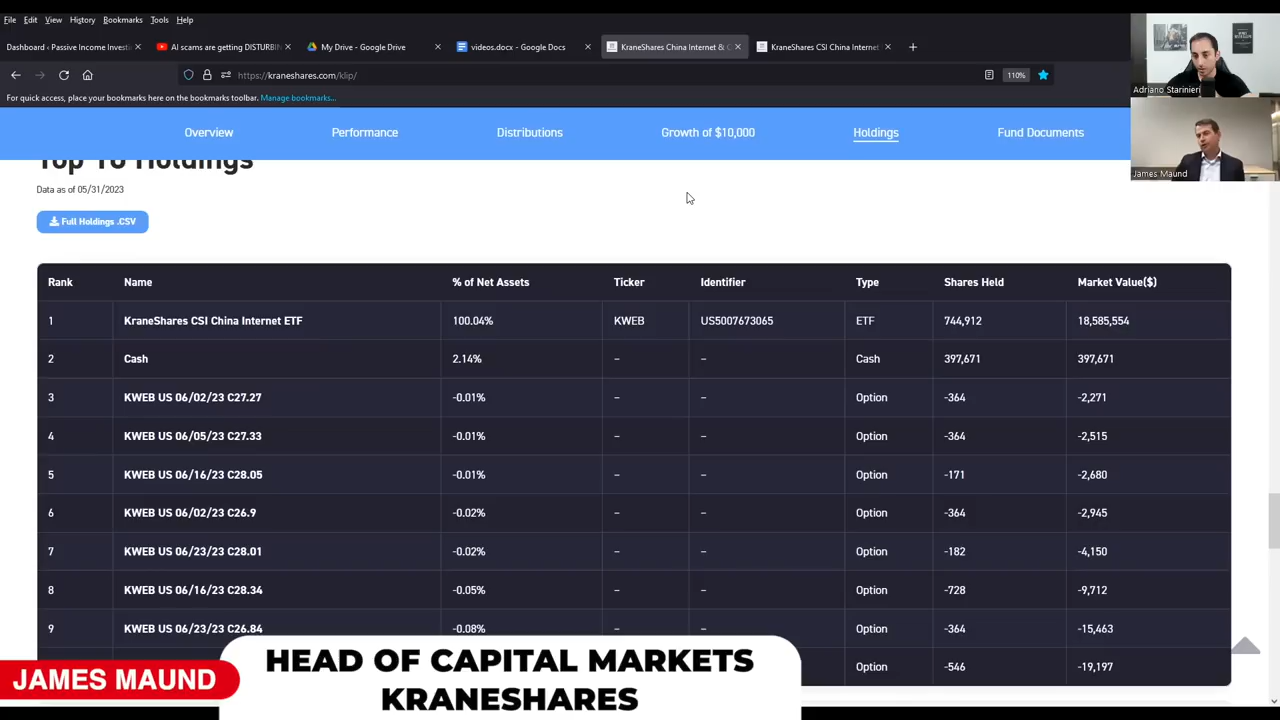 File Edit View History Bookmarks Tools Help
Dashboard ‹ Passive Income Investi
AI scams are getting DISTURBIN
My Drive - Google Drive
videos.docx - Google Docs
KraneShares China Internet & C
KraneShares CSI China Internet
https://kraneshares.com/klip/
110%
For quick access, place your bookmarks here on the bookmarks toolbar. Manage bookmarks...
Adriano Starinieri
James Maund
Overview Performance Distributions Growth of $10,000 Holdings Fund Documents
Top 10 Holdings
Data as of 05/31/2023
Full Holdings .CSV
Rank Name % of Net Assets Ticker Identifier Type Shares Held Market Value($)
1 KraneShares CSI China Internet ETF 100.04% KWEB US5007673065 ETF 744,912 18,585,554
2 Cash 2.14% – – Cash 397,671 397,671
3 KWEB US 06/02/23 C27.27 -0.01% – – Option -364 -2,271
4 KWEB US 06/05/23 C27.33 -0.01% – – Option -364 -2,515
5 KWEB US 06/16/23 C28.05 -0.01% – – Option -171 -2,680
6 KWEB US 06/02/23 C26.9 -0.02% – – Option -364 -2,945
7 KWEB US 06/23/23 C28.01 -0.02% – – Option -182 -4,150
8 KWEB US 06/16/23 C28.34 -0.05% – – Option -728 -9,712
9 KWEB US 06/23/23 C26.84 -0.08% – – Option -364 -15,463
Option -546 -19,197
JAMES MAUND
HEAD OF CAPITAL MARKETS
KRANESHARES